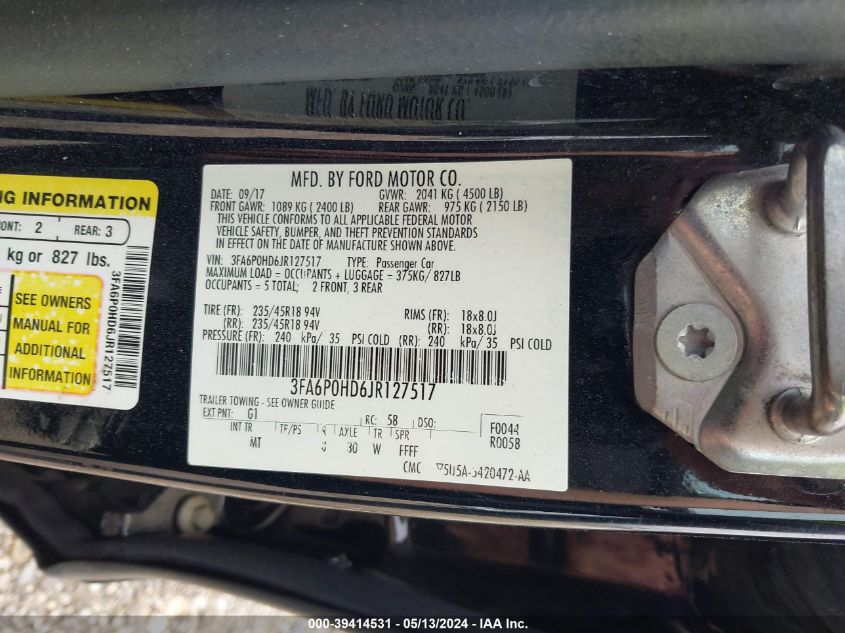 MFD. BY FORD MOTOR CO.
DATE: 09/17 GVWR: 2041 KG ( 4500 LB)
FRONT GAWR: 1089 KG ( 2400 LB) REAR GAWR: 975 KG ( 2150 LB)
THIS VEHICLE CONFORMS TO ALL APPLICABLE FEDERAL MOTOR
VEHICLE SAFETY, BUMPER, AND THEFT PREVENTION STANDARDS
IN EFFECT ON THE DATE OF MANUFACTURE SHOWN ABOVE.
VIN: 3FA6P0HD6JR127517 TYPE: Passenger Car
MAXIMUM LOAD = OCCUPANTS + LUGGAGE = 375KG/ 827LB
OCCUPANTS = 5 TOTAL; 2 FRONT, 3 REAR
TIRE (FR): 235/45R18 94V RIMS (FR): 18x8.0J
(RR): 235/45R18 94V (RR): 18x8.0J
PRESSURE (FR): 240 kPa/ 35 PSI COLD (RR): 240 kPa/ 35 PSI COLD
3FA6P0HD6JR127517
TRAILER TOWING - SEE OWNER GUIDE
EXT PNT: G1 RC: 58 DSO: F0044
R0058
INT TR TP/PS R AXLE TR SPR
MT 30 W FFFF
CMC
NG INFORMATION
ONT: 2 REAR: 3
kg or 827 lbs.
SEE OWNERS
MANUAL FOR
ADDITIONAL
INFORMATION
3FA6P0HD6JR127517
000-39414531 - 05/13/2024 - IAA Inc.